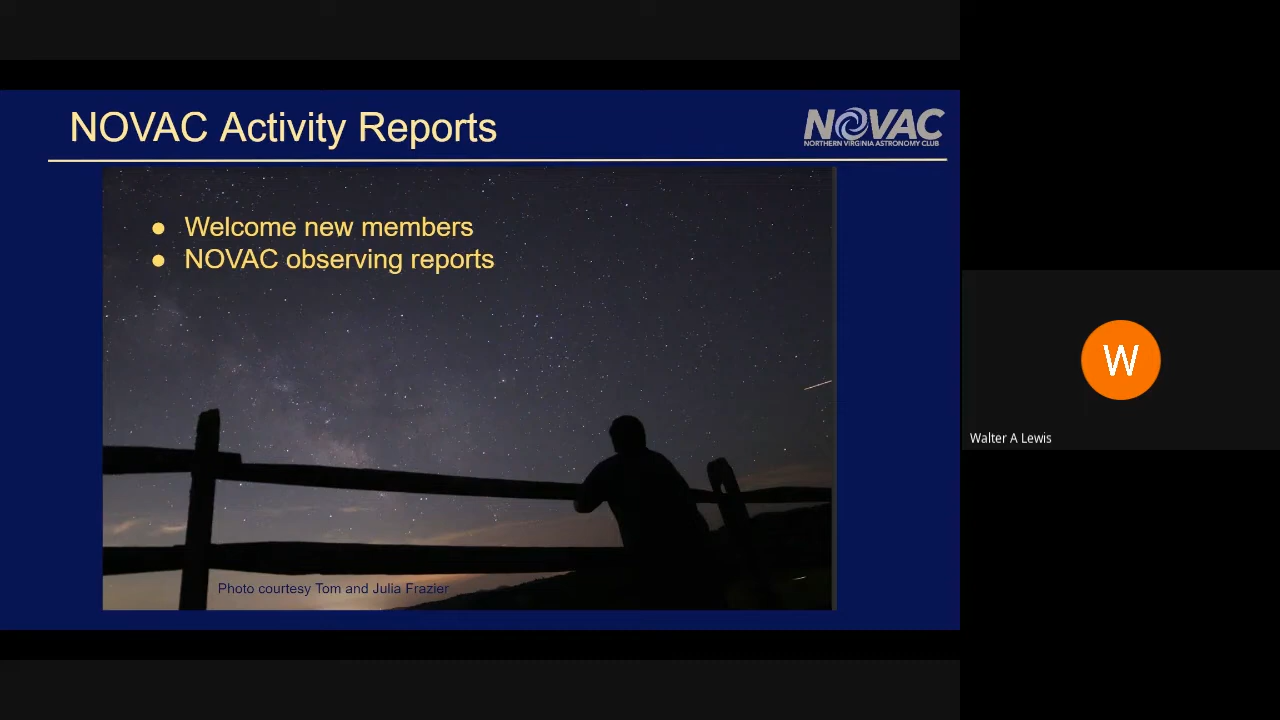 NOVAC Activity Reports
NOVAC
NORTHERN VIRGINIA ASTRONOMY CLUB
● Welcome new members
● NOVAC observing reports
Photo courtesy Tom and Julia Frazier
W
Walter A Lewis